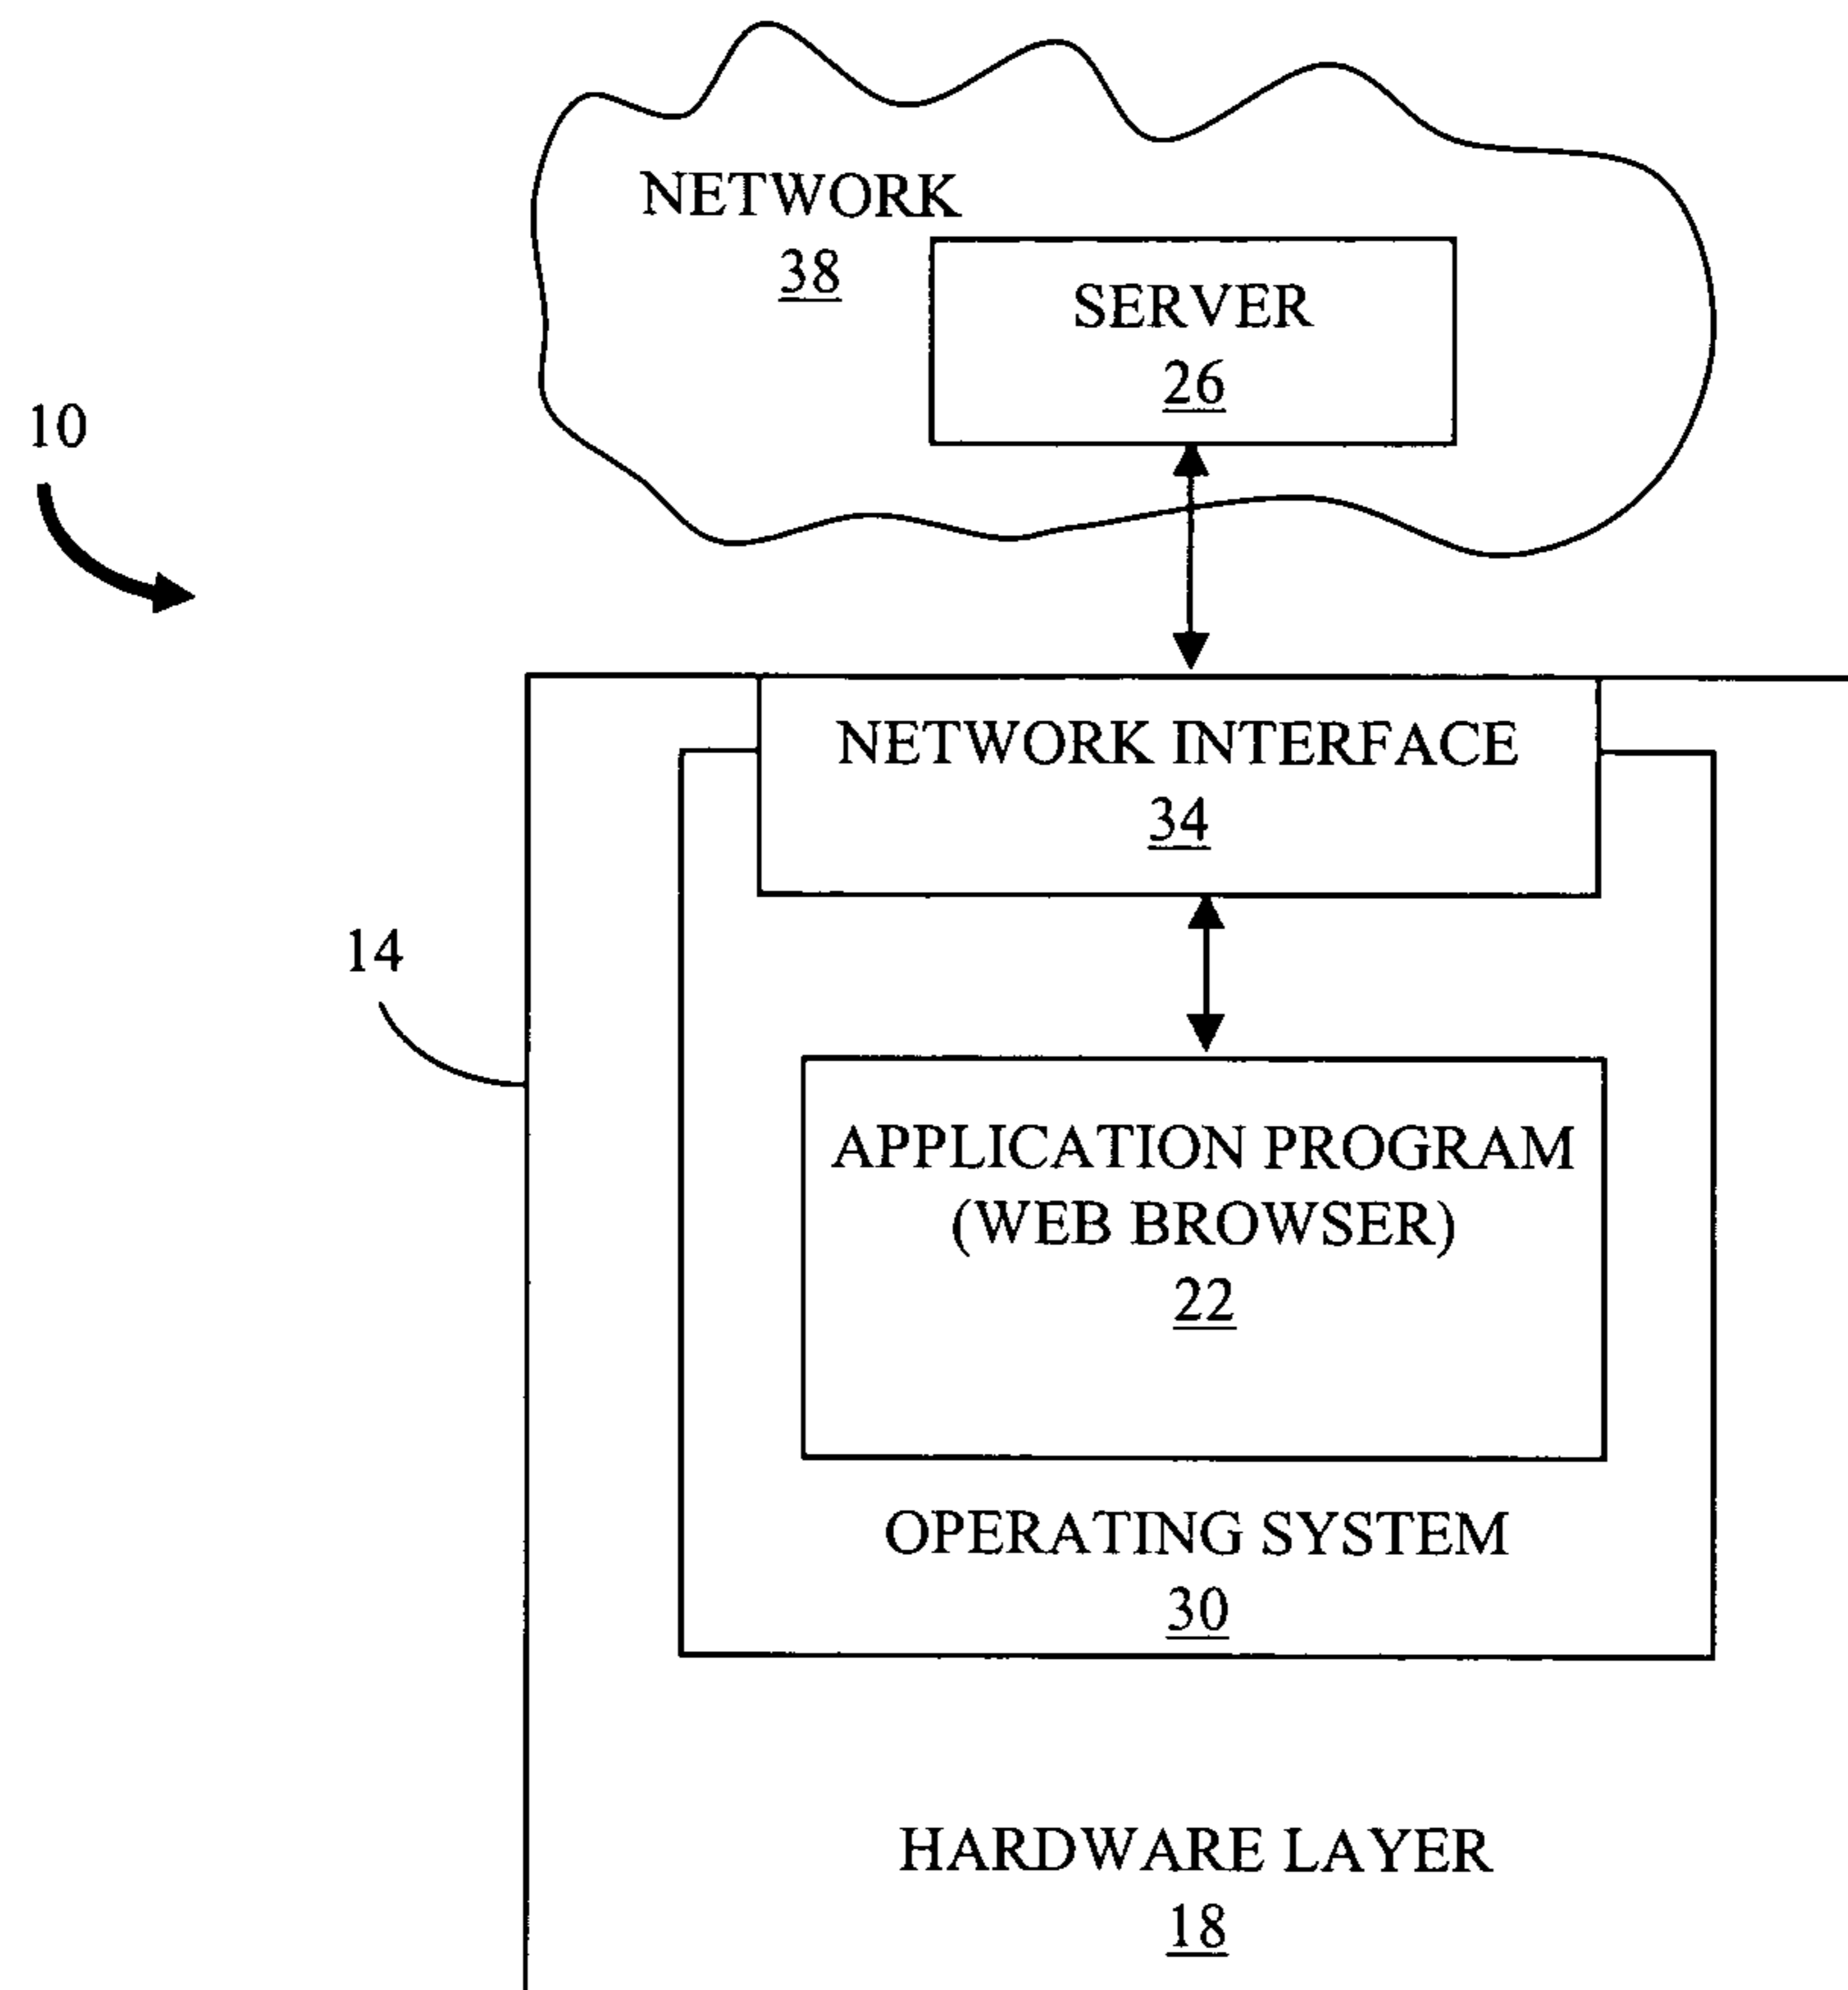 NETWORK
38
SERVER
26
10
NETWORK INTERFACE
34
14
APPLICATION PROGRAM
(WEB BROWSER)
22
OPERATING SYSTEM
30
HARDWARE LAYER
18